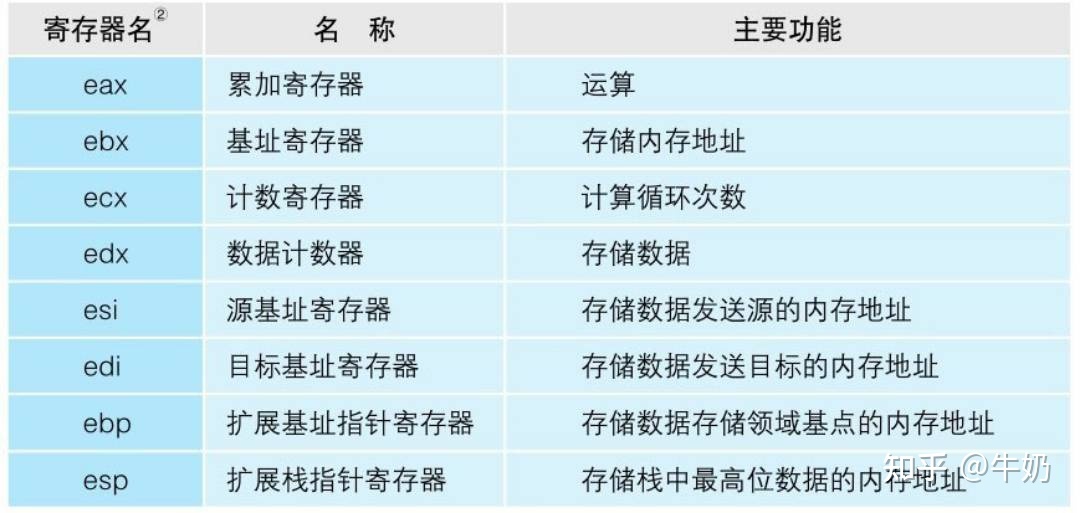 寄存器名② 名 称 主要功能
eax 累加寄存器 运算
ebx 基址寄存器 存储内存地址
ecx 计数寄存器 计算循环次数
edx 数据计数器 存储数据
esi 源基址寄存器 存储数据发送源的内存地址
edi 目标基址寄存器 存储数据发送目标的内存地址
ebp 扩展基址指针寄存器 存储数据存储领域基点的内存地址
esp 扩展栈指针寄存器 存储栈中最高位数据的内存地址
知乎 @牛奶